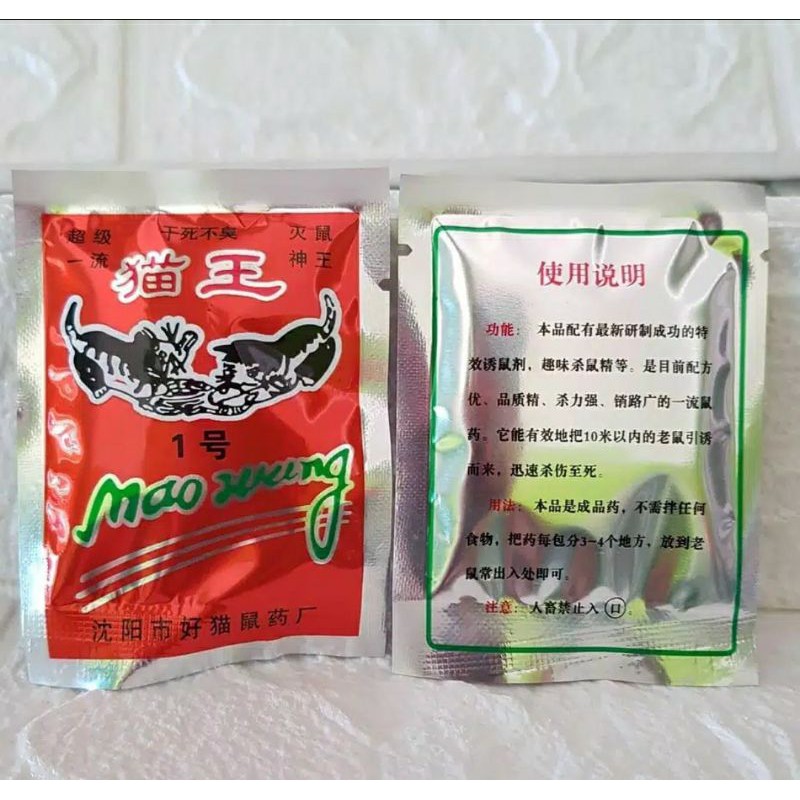 超级 干死不臭 灭鼠
一流 神王
猫王
1号
Mao wung
沈阳市好猫鼠药厂
使用说明
功能： 本品配有最新研制成功的特
效诱鼠剂，趣味杀鼠精等。是目前配方
优、品质精、杀力强、销路广的一流鼠
药。它能有效地把10米以内的老鼠引诱
而来，迅速杀伤至死。
用法： 本品是成品药，不需拌任何
食物，把药每包分3-4个地方，放到老
鼠常出入处即可。
注意： 人畜禁止入口。